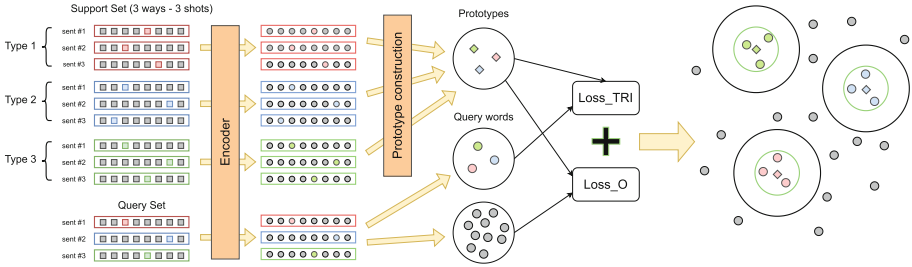 Support Set (3 ways - 3 shots)
Type 1
sent #1
sent #2
sent #3
Type 2
sent #1
sent #2
sent #3
Type 3
sent #1
sent #2
sent #3
Query Set
sent #1
sent #2
sent #3
Encoder
Prototype construction
Prototypes
Query words
Loss_TRI
Loss_O